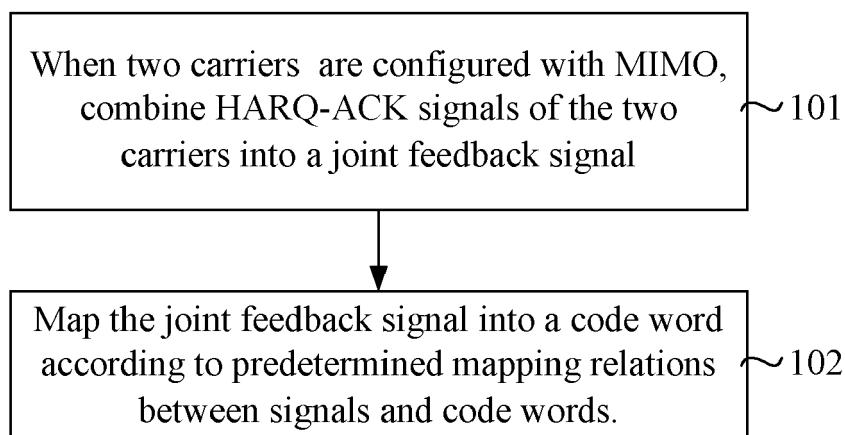 When two carriers are configured with MIMO,
combine HARQ-ACK signals of the two
carriers into a joint feedback signal
101
Map the joint feedback signal into a code word
according to predetermined mapping relations
between signals and code words.
102